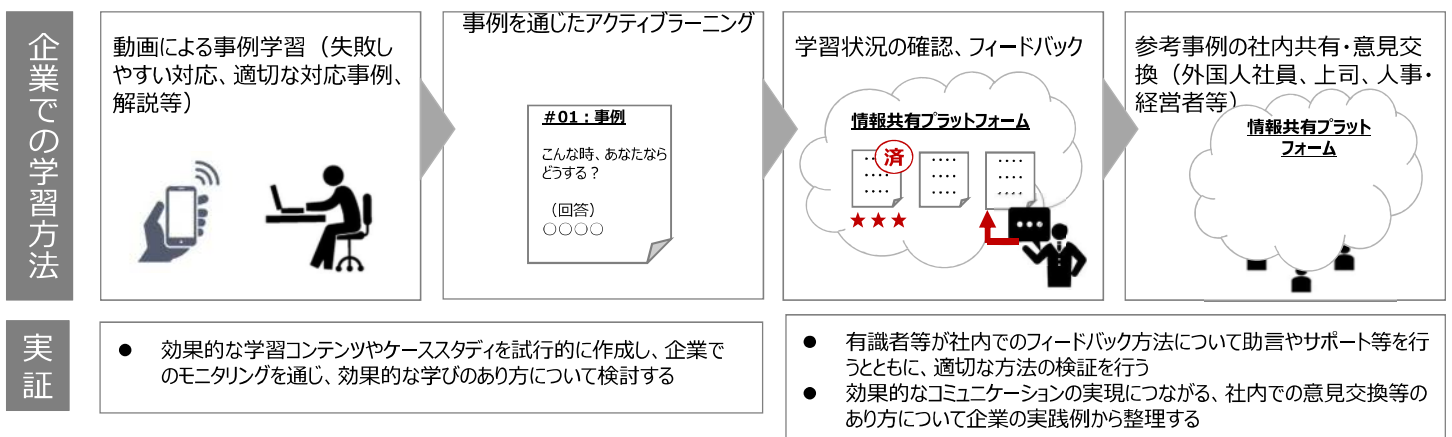 企業での学習方法
動画による事例学習（失敗し
やすい対応、適切な対応事例、
解説等）
事例を通じたアクティブラーニング
#01：事例
こんな時、あなたなら
どうする？
（回答）
○○○○
学習状況の確認、フィードバック
情報共有プラットフォーム
済
参考事例の社内共有・意見交
換（外国人社員、上司、人事・
経営者等）
情報共有プラット
フォーム
実証
● 効果的な学習コンテンツやケーススタディを試行的に作成し、企業で
のモニタリングを通じ、効果的な学びのあり方について検討する
● 有識者等が社内でのフィードバック方法について助言やサポート等を行
うとともに、適切な方法の検証を行う
● 効果的なコミュニケーションの実現につながる、社内での意見交換等の
あり方について企業の実践例から整理する